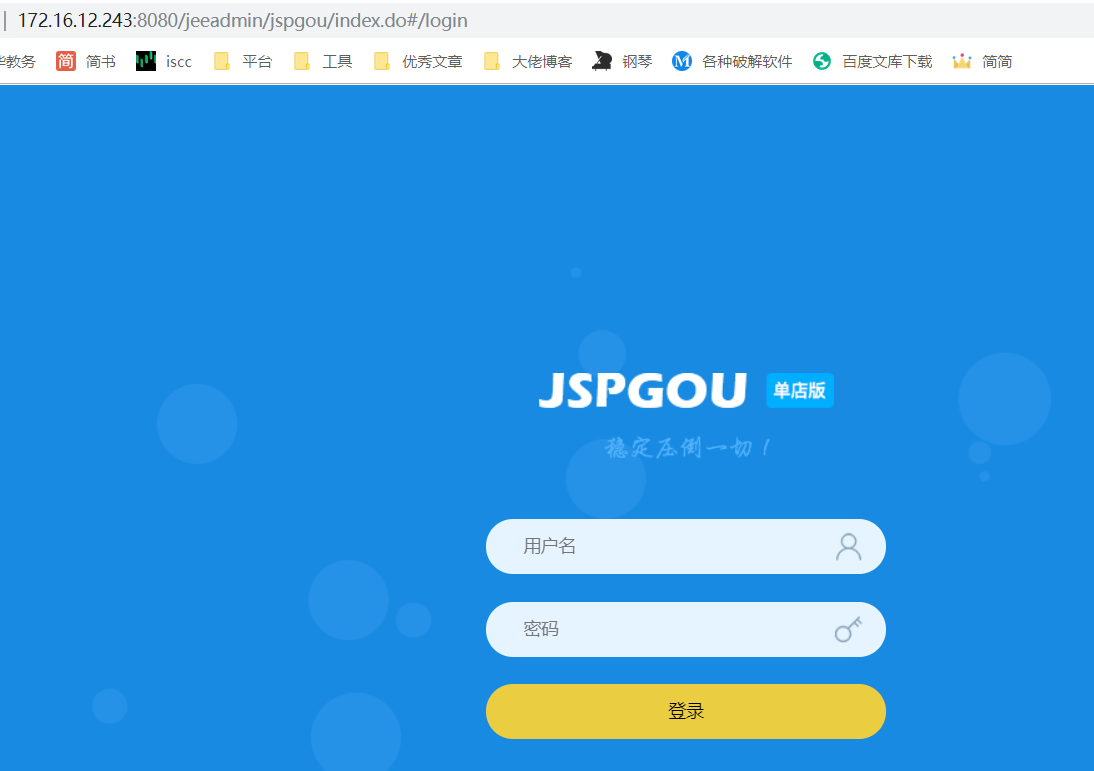 172.16.12.243:8080/jeeadmin/jspgou/index.do#/login
教务 简 简书 iscc 平台 工具 优秀文章 大佬博客 钢琴 M 各种破解软件 百度文库下载 简简
JSPGOU 单店版
稳定压倒一切！
用户名
密码
登录